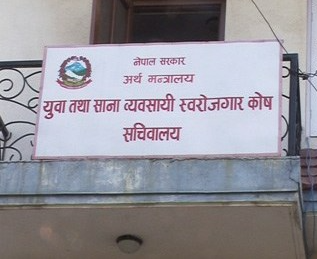 नेपाल सरकार
अर्थ मन्त्रालय
युवा तथा साना व्यवसायी स्वरोजगार कोष
सचिवालय